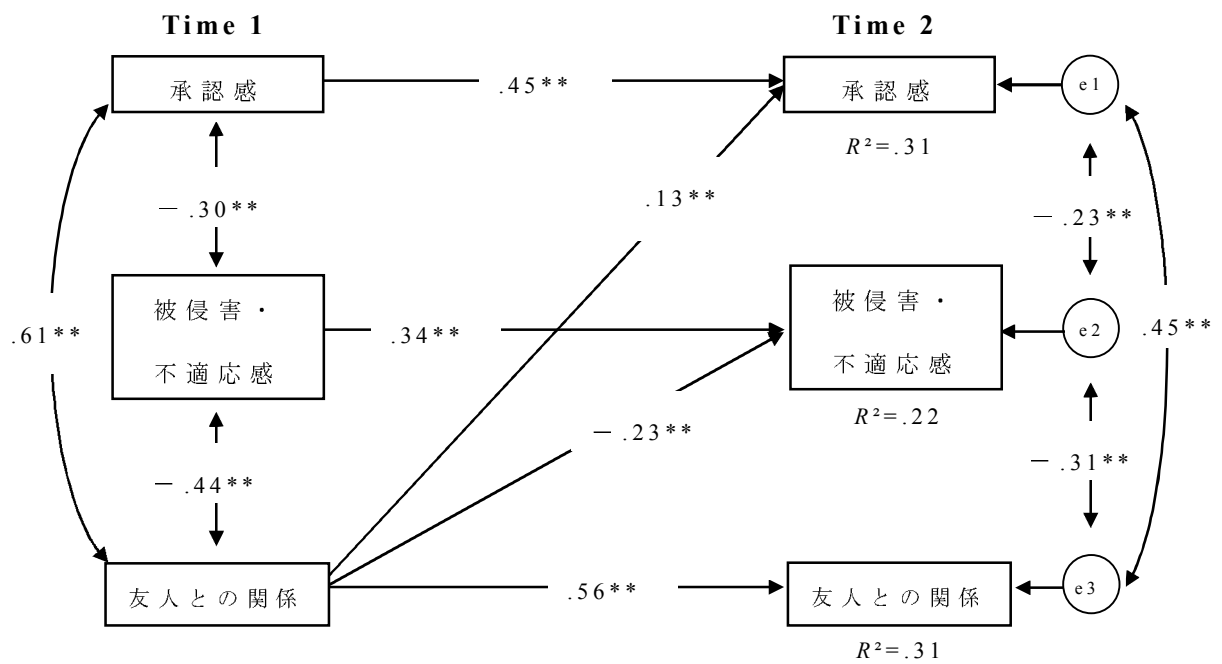 Time 1
Time 2
承認感
.45**
承認感
e1
R²=.31
.13**
－.30**
－.23**
被侵害・
不適応感
.61**
.34**
被侵害・
不適応感
e2
.45**
R²=.22
－.23**
－.44**
－.31**
友人との関係
.56**
友人との関係
e3
R²=.31